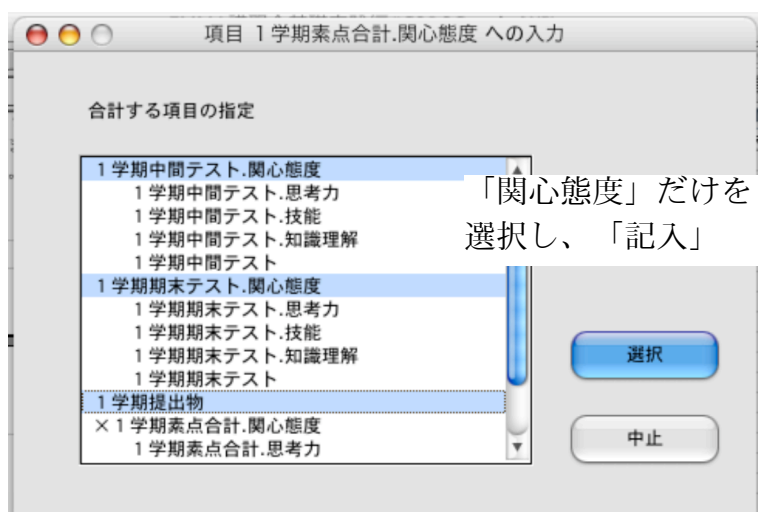 項目 １学期素点合計.関心態度 への入力
合計する項目の指定
１学期中間テスト.関心態度
１学期中間テスト.思考力
１学期中間テスト.技能
１学期中間テスト.知識理解
１学期中間テスト
１学期期末テスト.関心態度
１学期期末テスト.思考力
１学期期末テスト.技能
１学期期末テスト.知識理解
１学期期末テスト
１学期提出物
×１学期素点合計.関心態度
１学期素点合計.思考力
「関心態度」だけを
選択し、「記入」
選択
中止